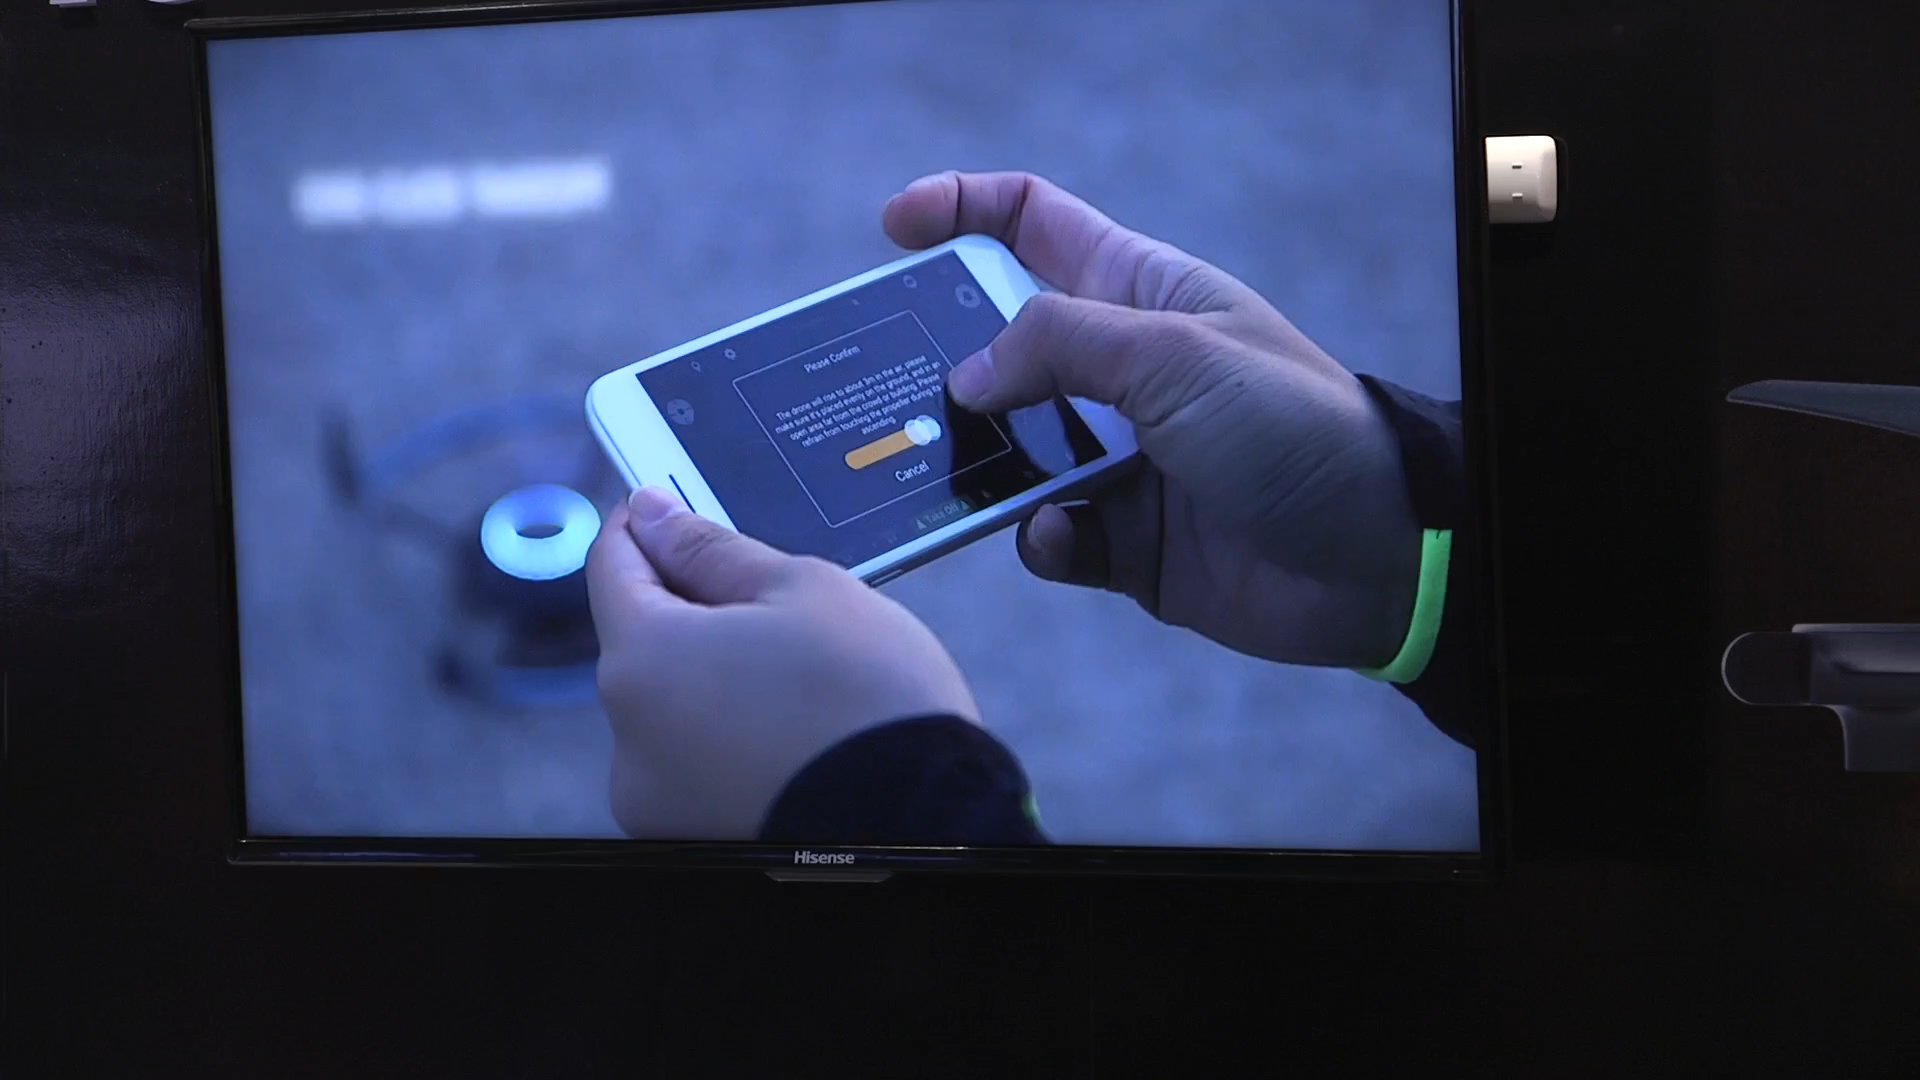 Please Confirm
The drone will rise to about 3m in the air, please
make sure it's placed evenly on the ground, and in an
open area far from the crowd or building. Please
refrain from touching the propeller during its
ascending.
Cancel
Take Off
Hisense